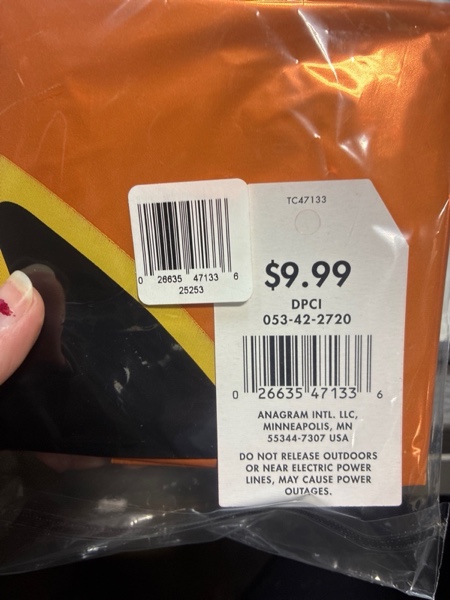 TC47133
0 26635 47133 6
25253
$9.99
DPCI
053-42-2720
0 26635 47133 6
ANAGRAM INTL. LLC,
MINNEAPOLIS, MN
55344-7307 USA
DO NOT RELEASE OUTDOORS
OR NEAR ELECTRIC POWER
LINES, MAY CAUSE POWER
OUTAGES.